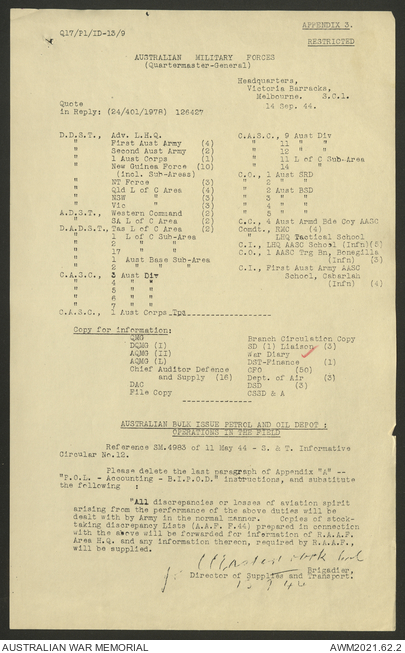 Q17/P1/ID-13/9
APPENDIX 3.
RESTRICTED
AUSTRALIAN MILITARY FORCES
(Quartermaster-General)
Headquarters,
Victoria Barracks,
Melbourne. S.C.1.
14 Sep. 44.
Quote
in Reply: (24/401/1978) 126427
D.D.S.T., Adv. L.H.Q.
" First Aust Army (4)
" Second Aust Army (2)
" 1 Aust Corps (1)
" New Guinea Force (10)
(incl. Sub-Areas)
" NT Force (3)
" Qld L of C Area (4)
" NSW " (3)
" Vic " (3)
A.D.S.T., Western Command (2)
" SA L of C Area (2)
D.A.D.S.T., Tas L of C Area (2)
" 1 L of C Sub-Area
" 2 " "
" 17 " "
" 1 Aust Base Sub-Area
" 2 " " "
C.A.S.C., 3 Aust Div
" 4 " "
" 5 " "
" 6 " "
" 7 " "
C.A.S.C., 1 Aust Corps Tps
C.A.S.C., 9 Aust Div
" 11 " "
" 12 " "
" 11 L of C Sub-Area
" 14 "
C.O., 1 Aust SRD
" 2 " "
" 2 Aust BSD
" 3 " "
" 4 " "
" 5 " "
C.C., 4 Aust Armd Bde Coy AASC
Comdt., RMC (4)
" LHQ Tactical School
C.I., LHQ AASC School (Infn)(5)
C.O., 1 AASC Trg Bn, Bonegilla
(Infn) (3)
C.I., First Aust Army AASC
School, Cabarlah
(Infn) (4)
Copy for information:
QMG
DQMG (I)
AQMG (II)
AQMG (L)
Chief Auditor Defence
and Supply (16)
DAC
File Copy
Branch Circulation Copy
SD (1) Liaison (3)
War Diary
DST-Finance (1)
CFO (50)
Dept. of Air (3)
DSD (3)
CSSD & A
AUSTRALIAN BULK ISSUE PETROL AND OIL DEPOT :
OPERATIONS IN THE FIELD
Reference SM.4983 of 11 May 44 - S. & T. Informative
Circular No.12.
Please delete the last paragraph of Appendix "A" --
"P.O.L. - Accounting - B.I.P.O.D." instructions, and substitute
the following :
"All discrepancies or losses of aviation spirit
arising from the performance of the above duties will be
dealt with by Army in the normal manner. Copies of stock-
taking discrepancy Lists (A.A.F. F.44) prepared in connection
with the above will be forwarded for information of R.A.A.F.
Area H.Q. and any information thereon, required by R.A.A.F.,
will be supplied.
Brigadier,
Director of Supplies and Transport.
AUSTRALIAN WAR MEMORIAL
AWM2021.62.2